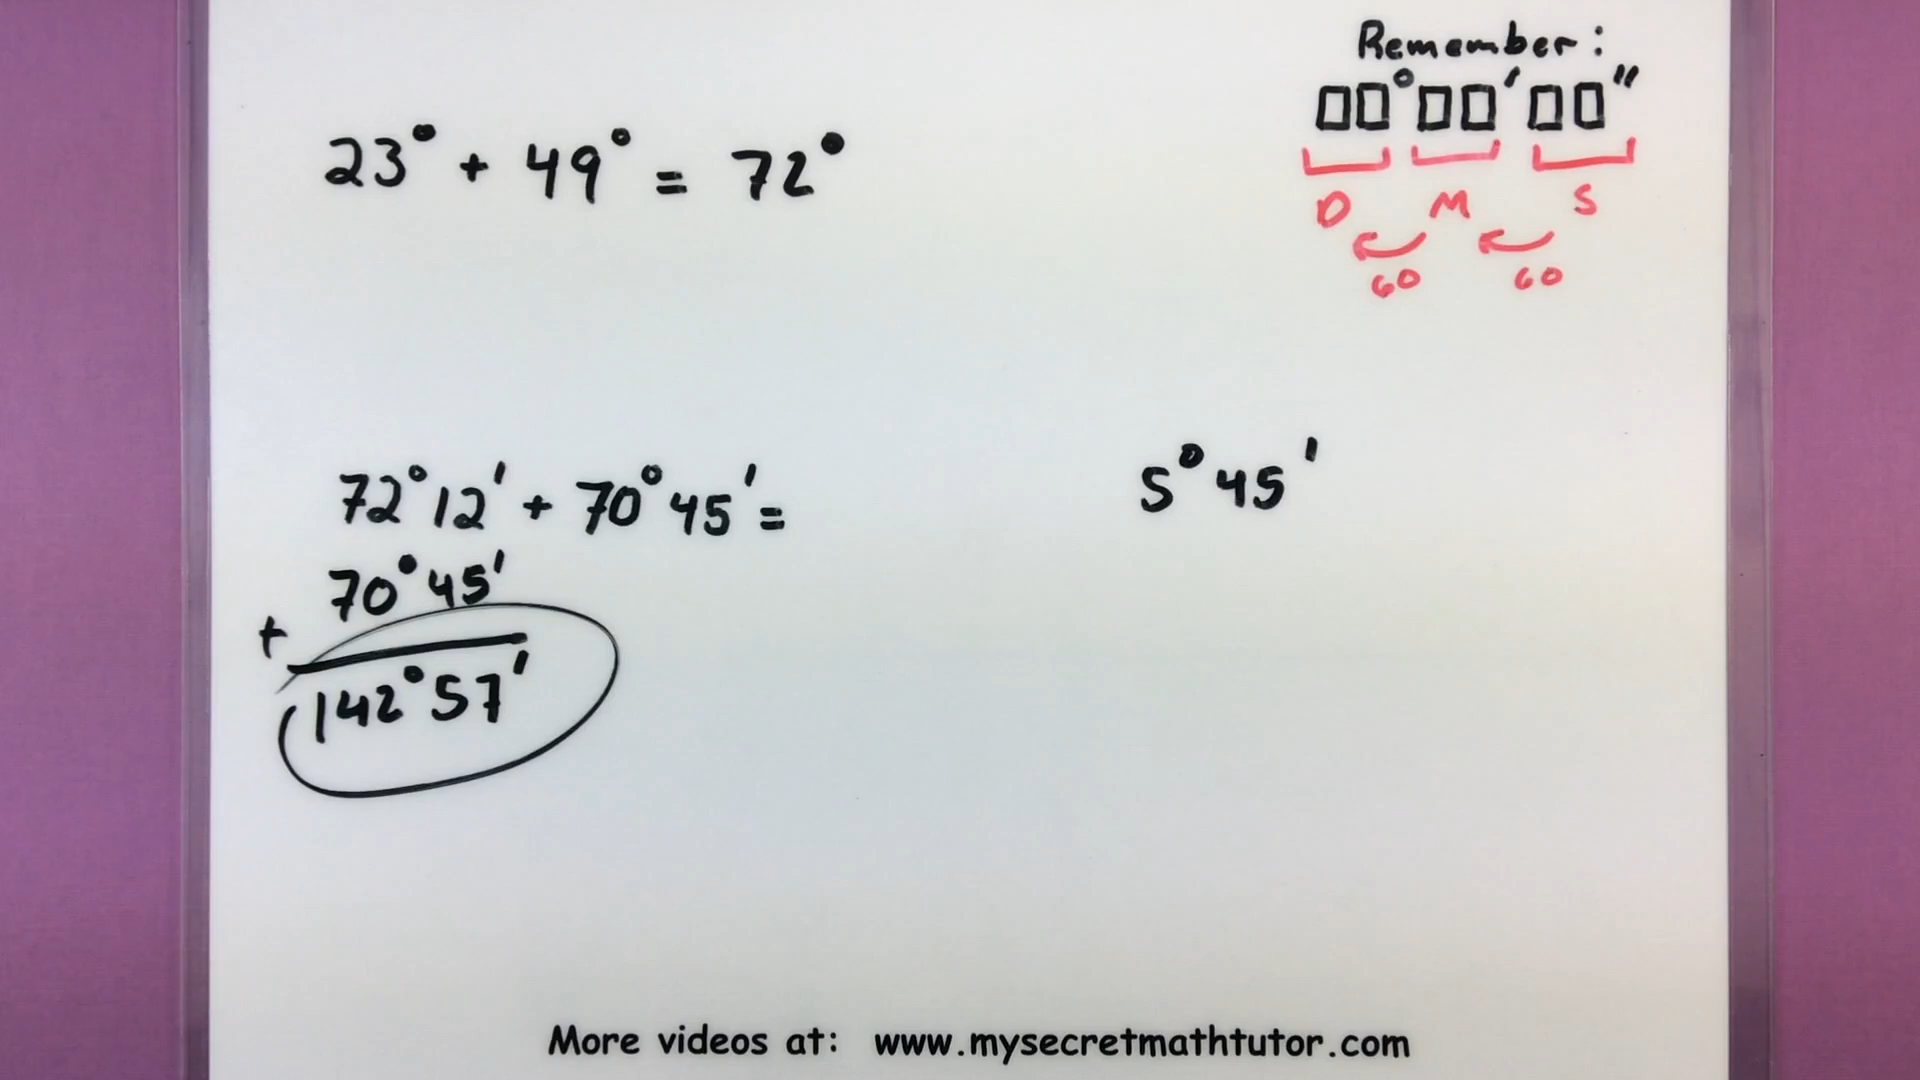 Remember:
□□°□□'□□"
D M S
60 60
23° + 49° = 72°
72°12' + 70°45' =
70°45'
+
142°57'
5°45'
More videos at: www.mysecretmathtutor.com